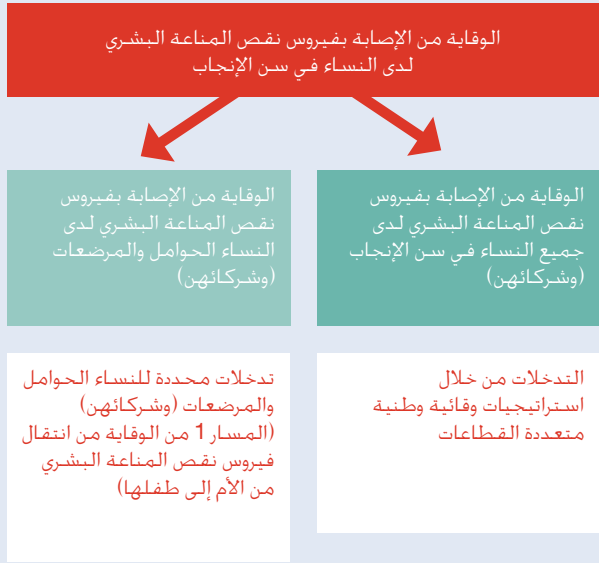 الوقاية من الإصابة بفيروس نقص المناعة البشري
لدى النساء في سن الإنجاب
الوقاية من الإصابة بفيروس
نقص المناعة البشري لدى
جميع النساء في سن الإنجاب
(وشركائهن)
الوقاية من الإصابة بفيروس
نقص المناعة البشري لدى
النساء الحوامل والمرضعات
(وشركائهن)
التدخلات من خلال
استراتيجيات وقائية وطنية
متعددة القطاعات
تدخلات محددة للنساء الحوامل
والمرضعات (وشركائهن)
(المسار 1 من الوقاية من انتقال
فيروس نقص المناعة البشري
من الأم إلى طفلها)